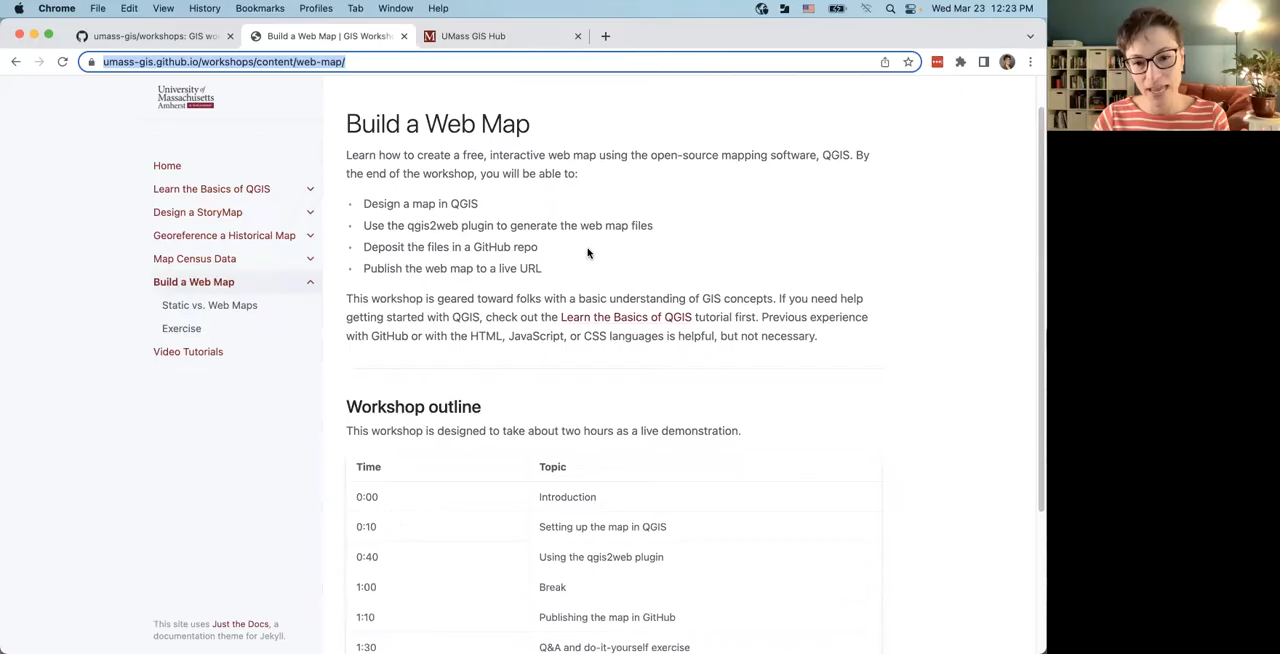 Chrome File Edit View History Bookmarks Profiles Tab Window Help Wed Mar 23 12:23 PM
umass-gis/workshops: GIS wo Build a Web Map | GIS Worksh UMass GIS Hub
umass-gis.github.io/workshops/content/web-map/
University of
Massachusetts
Amherst
Home
Learn the Basics of QGIS
Design a StoryMap
Georeference a Historical Map
Map Census Data
Build a Web Map
Static vs. Web Maps
Exercise
Video Tutorials
This site uses Just the Docs, a
documentation theme for Jekyll.
Build a Web Map
Learn how to create a free, interactive web map using the open-source mapping software, QGIS. By
the end of the workshop, you will be able to:
• Design a map in QGIS
• Use the qgis2web plugin to generate the web map files
• Deposit the files in a GitHub repo
• Publish the web map to a live URL
This workshop is geared toward folks with a basic understanding of GIS concepts. If you need help
getting started with QGIS, check out the Learn the Basics of QGIS tutorial first. Previous experience
with GitHub or with the HTML, JavaScript, or CSS languages is helpful, but not necessary.
Workshop outline
This workshop is designed to take about two hours as a live demonstration.
Time Topic
0:00 Introduction
0:10 Setting up the map in QGIS
0:40 Using the qgis2web plugin
1:00 Break
1:10 Publishing the map in GitHub
1:30 Q&A and do-it-yourself exercise